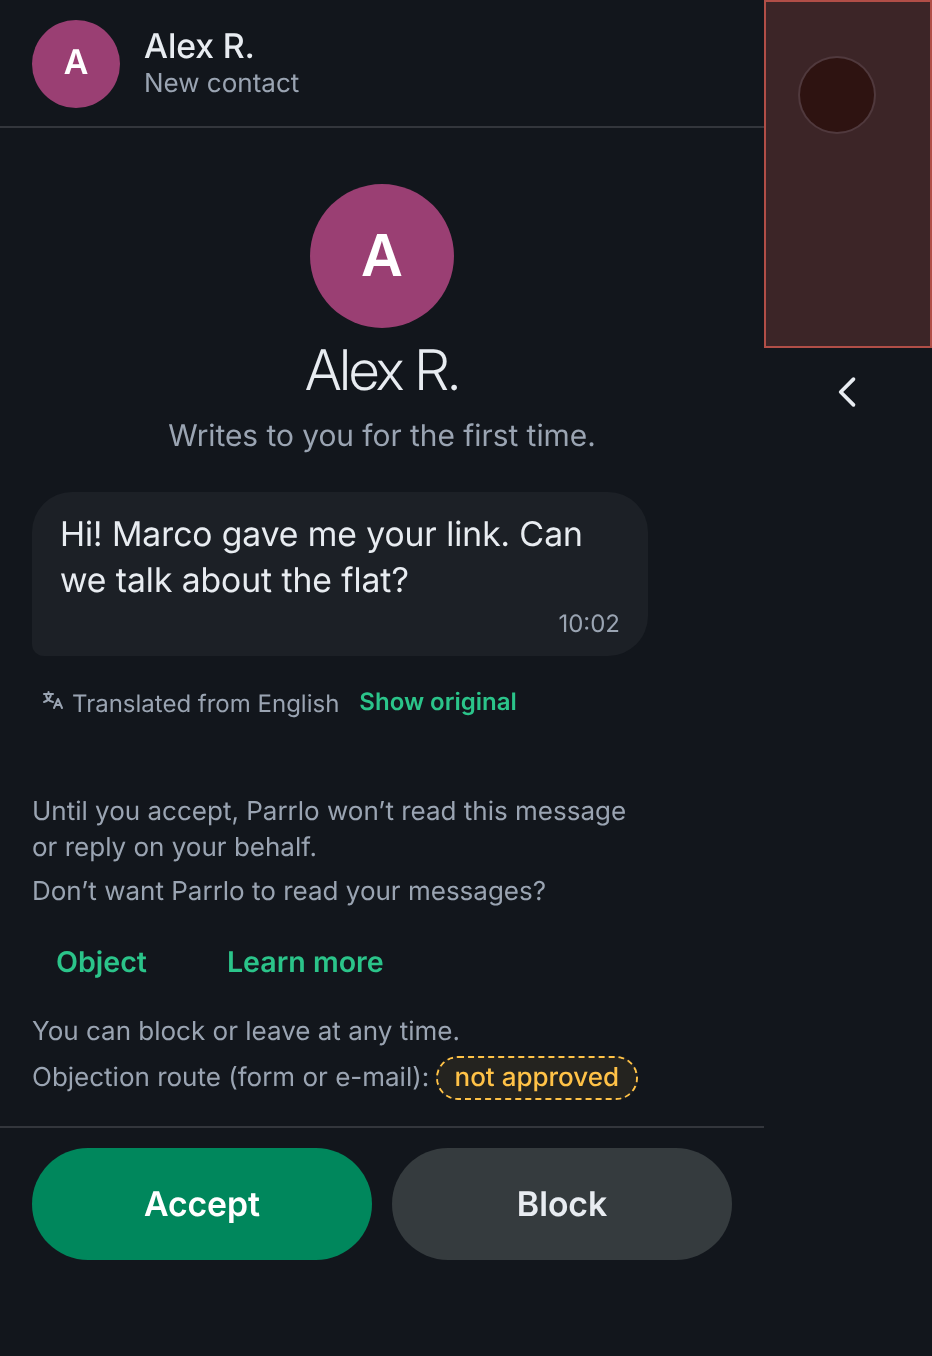 A
Alex R.
New contact
A
Alex R.
Writes to you for the first time.
Hi! Marco gave me your link. Can
we talk about the flat?
10:02
Translated from English Show original
Until you accept, Parrlo won’t read this message
or reply on your behalf.
Don’t want Parrlo to read your messages?
Object Learn more
You can block or leave at any time.
Objection route (form or e-mail): not approved
Accept Block